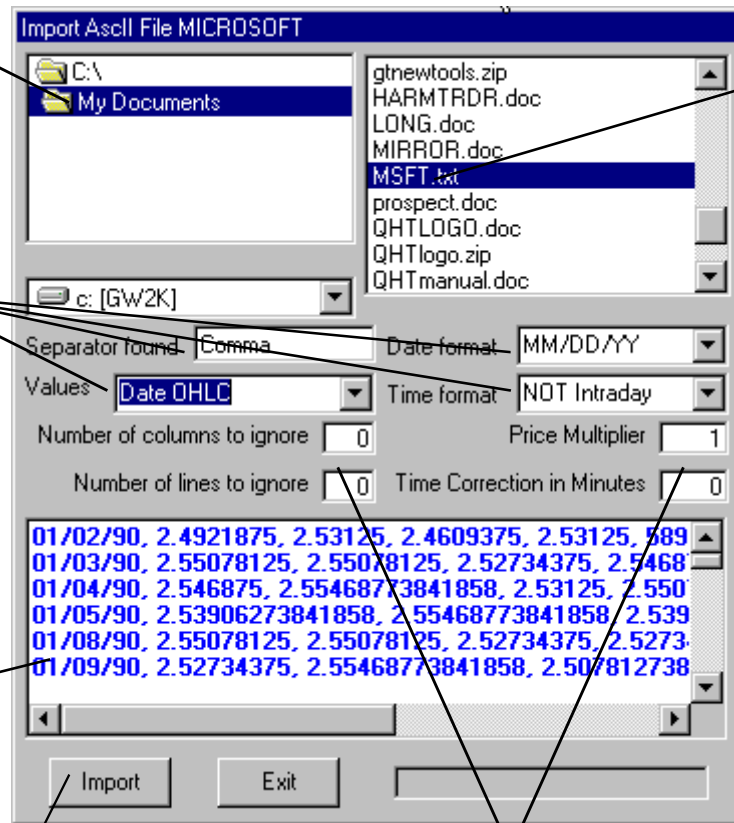 Import AscII File MICROSOFT
C:\
My Documents
gtnewtools.zip
HARMTRDR.doc
LONG.doc
MIRROR.doc
MSFT.txt
prospect.doc
QHTLOGO.doc
QHTlogo.zip
QHTmanual.doc
c: [GW2K]
Separator found Comma
Date format MM/DD/YY
Values Date OHLC
Time format NOT Intraday
Number of columns to ignore 0
Price Multiplier 1
Number of lines to ignore 0
Time Correction in Minutes 0
01/02/90, 2.4921875, 2.53125, 2.4609375, 2.53125, 589
01/03/90, 2.55078125, 2.55078125, 2.52734375, 2.5468
01/04/90, 2.546875, 2.55468773841858, 2.53125, 2.550
01/05/90, 2.53906273841858, 2.55468773841858, 2.539
01/08/90, 2.55078125, 2.55078125, 2.52734375, 2.5273
01/09/90, 2.52734375, 2.55468773841858, 2.507812738
Import
Exit